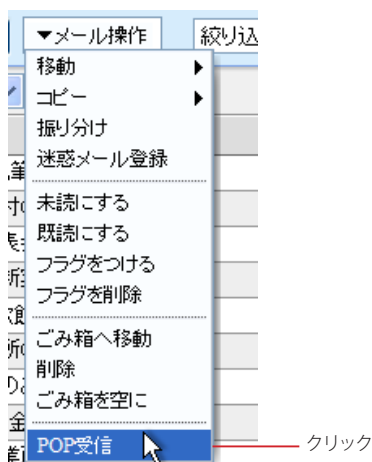 ▼メール操作 絞り込
移動
コピー
振り分け
迷惑メール登録
未読にする
既読にする
フラグをつける
フラグを削除
ごみ箱へ移動
削除
ごみ箱を空に
POP受信
クリック